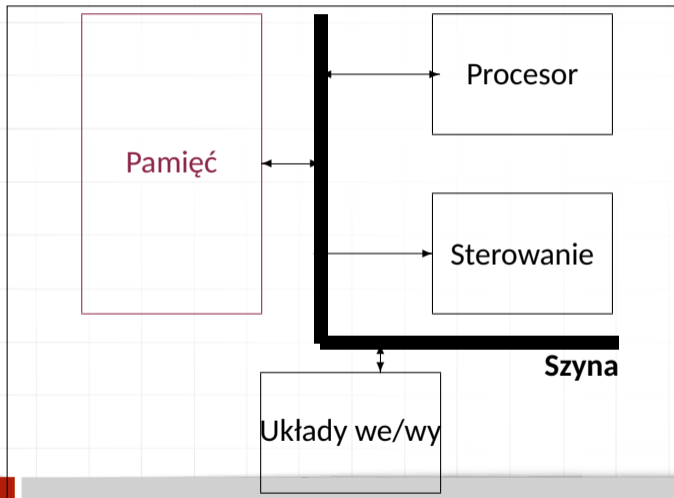 Procesor
Pamięć
Sterowanie
Szyna
Układy we/wy